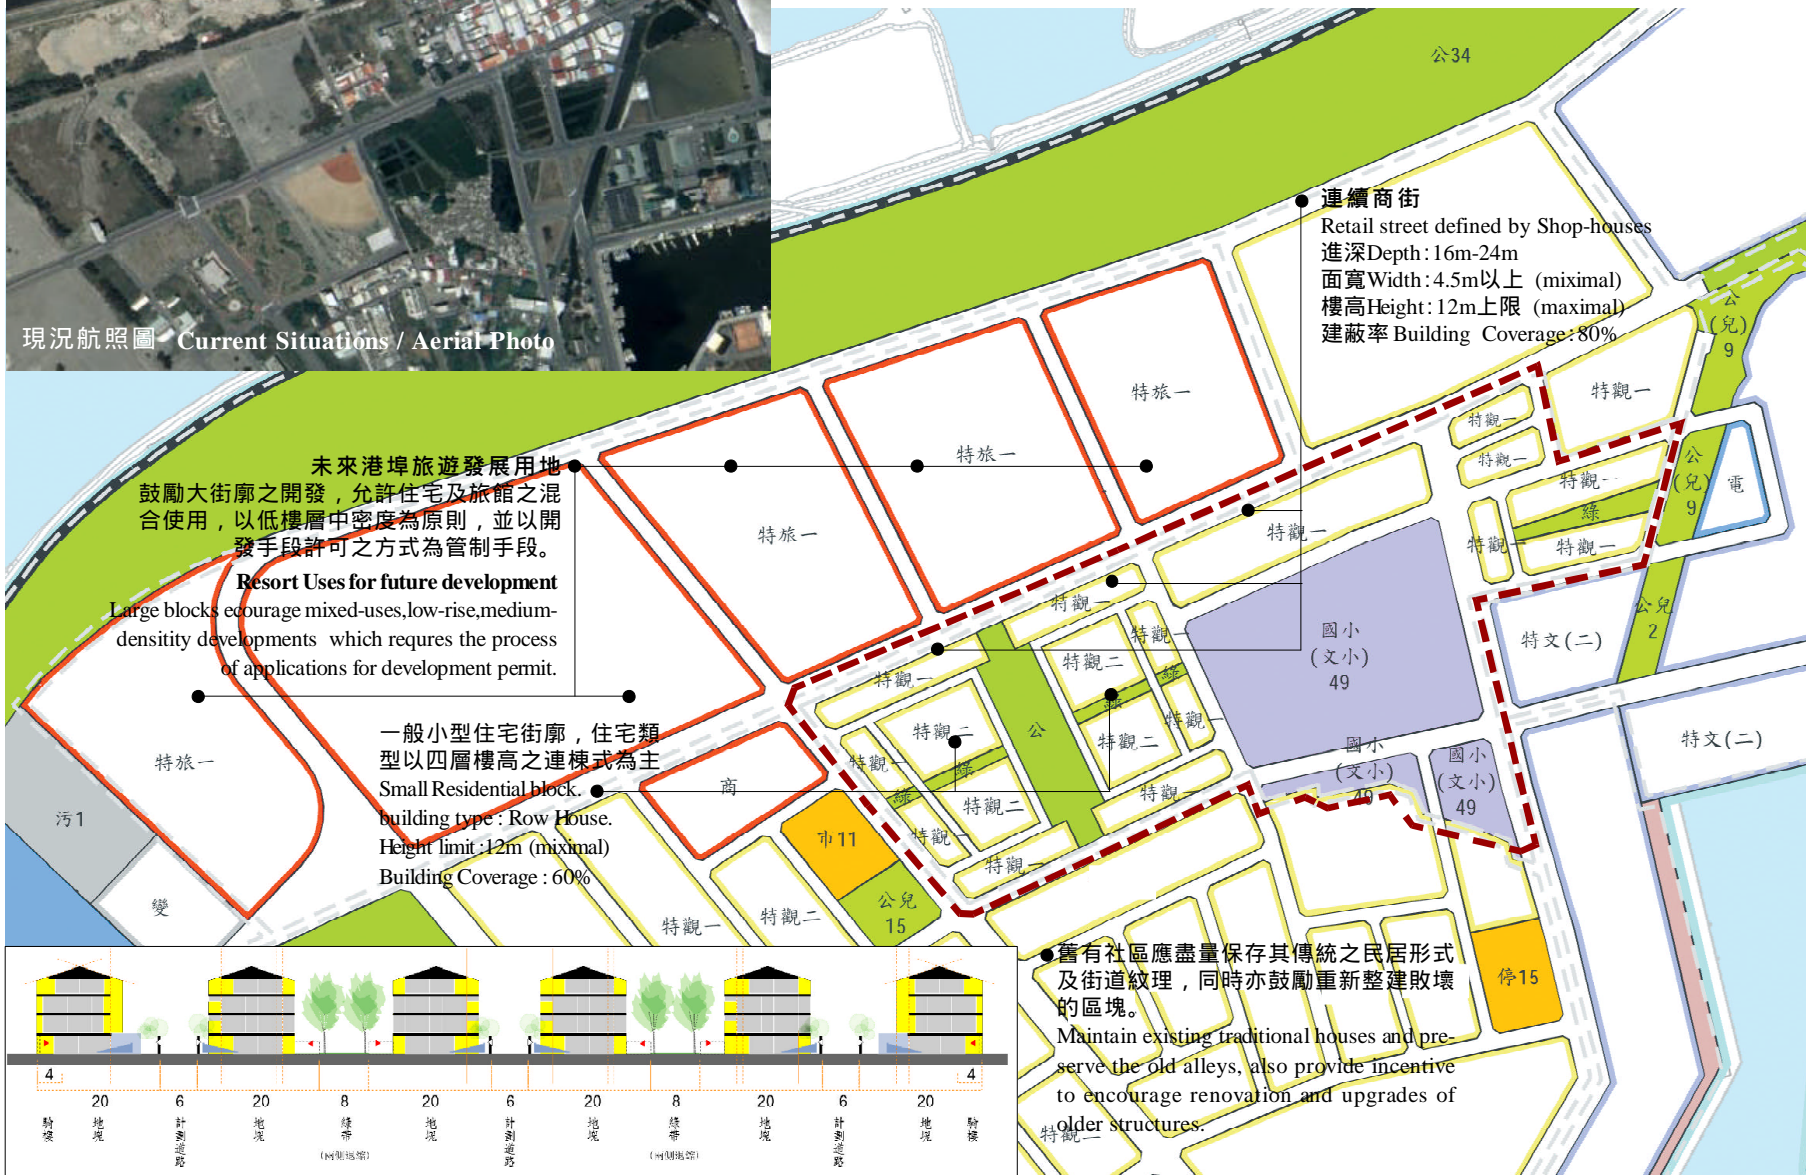 現況航照圖 Current Situations / Aerial Photo
公34
連續商街
Retail street defined by Shop-houses
進深Depth:16m-24m
面寬Width:4.5m以上 (miximal)
樓高Height:12m上限 (maximal)
建蔽率Building Coverage:80%
公
(兒)
9
特旅一
特觀一
特觀一
特旅一
特觀一
公
(兒)
9
電
特觀一
綠
未來港埠旅遊發展用地
鼓勵大街廓之開發，允許住宅及旅館之混
合使用，以低樓層中密度為原則，並以開
發手段許可之方式為管制手段。
Resort Uses for future development
Large blocks ecourage mixed-uses,low-rise,medium-
densitity developments which requres the process
of applications for development permit.
特旅一
特觀一
特觀一
特觀一
特觀一
公兒
2
特觀一
國小
(文小)
49
特文(二)
特觀二
綠
特觀一
綠
特觀一
特觀二
公
特觀二
特文(二)
特旅一
一般小型住宅街廓，住宅類
型以四層樓高之連棟式為主
Small Residential block.
building type : Row House.
Height limit :12m (miximal)
Building Coverage : 60%
商
特觀一
綠
綠
特觀二
特觀一
國小
(文小)
49
國小
(文小)
49
污1
市11
特觀一
特觀一
變
公兒
15
特觀一
特觀二
停15
舊有社區應盡量保存其傳統之民居形式
及街道紋理，同時亦鼓勵重新整建敗壞
的區塊。
Maintain existing traditional houses and pre-
serve the old alleys, also provide incentive
to encourage renovation and upgrades of
older structures.
特觀二
4
4
20 6 20 8 20 6 20 8 20 6 20
騎樓 地塊 計劃道路 地塊 綠帶 地塊 計劃道路 地塊 綠帶 地塊 計劃道路 地塊 騎樓
(兩側退縮)
(兩側退縮)